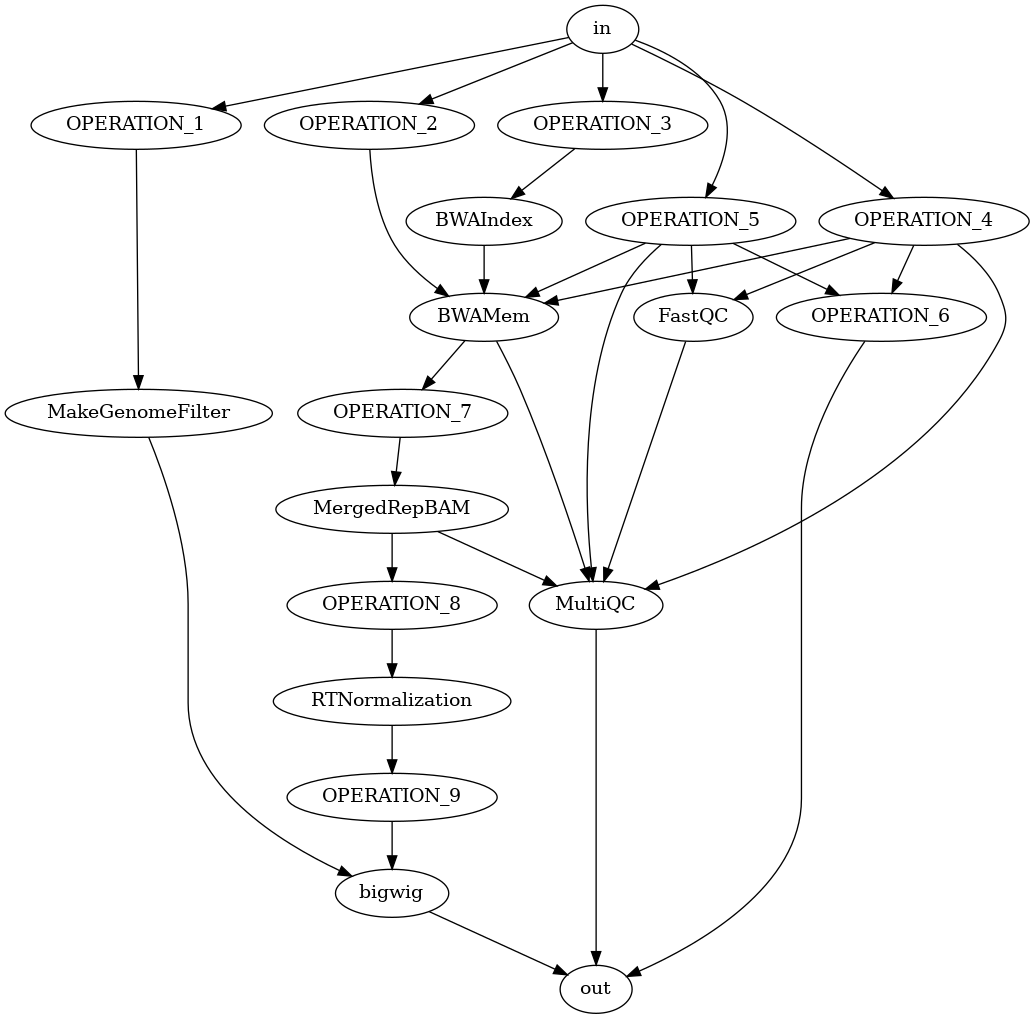 in
OPERATION_1
OPERATION_2
OPERATION_3
BWAIndex
OPERATION_5
OPERATION_4
BWAMem
FastQC
OPERATION_6
MakeGenomeFilter
OPERATION_7
MergedRepBAM
OPERATION_8
MultiQC
RTNormalization
OPERATION_9
bigwig
out